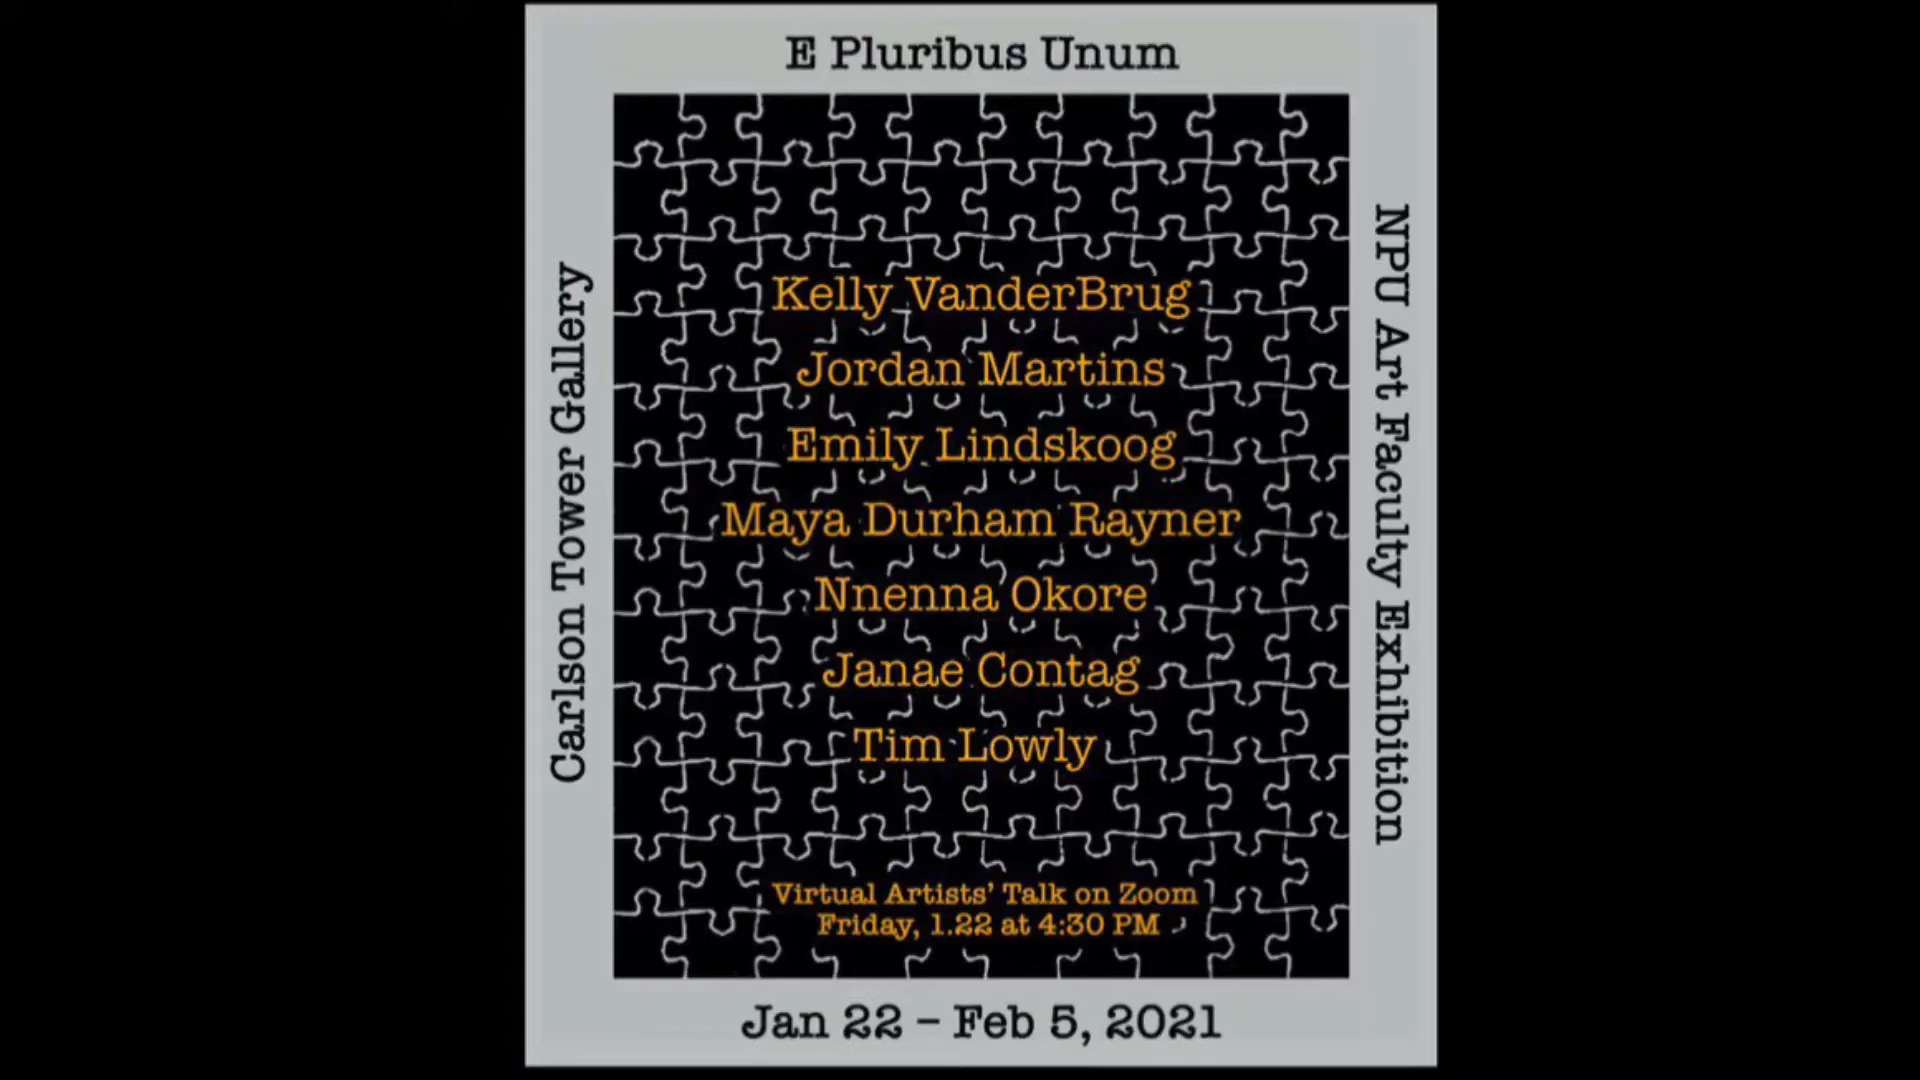 E Pluribus Unum
Carlson Tower Gallery
NPU Art Faculty Exhibition
Kelly VanderBrug
Jordan Martins
Emily Lindskoog
Maya Durham Rayner
Nnenna Okore
Janae Contag
Tim Lowly
Virtual Artists' Talk on Zoom
Friday, 1.22 at 4:30 PM
Jan 22 – Feb 5, 2021